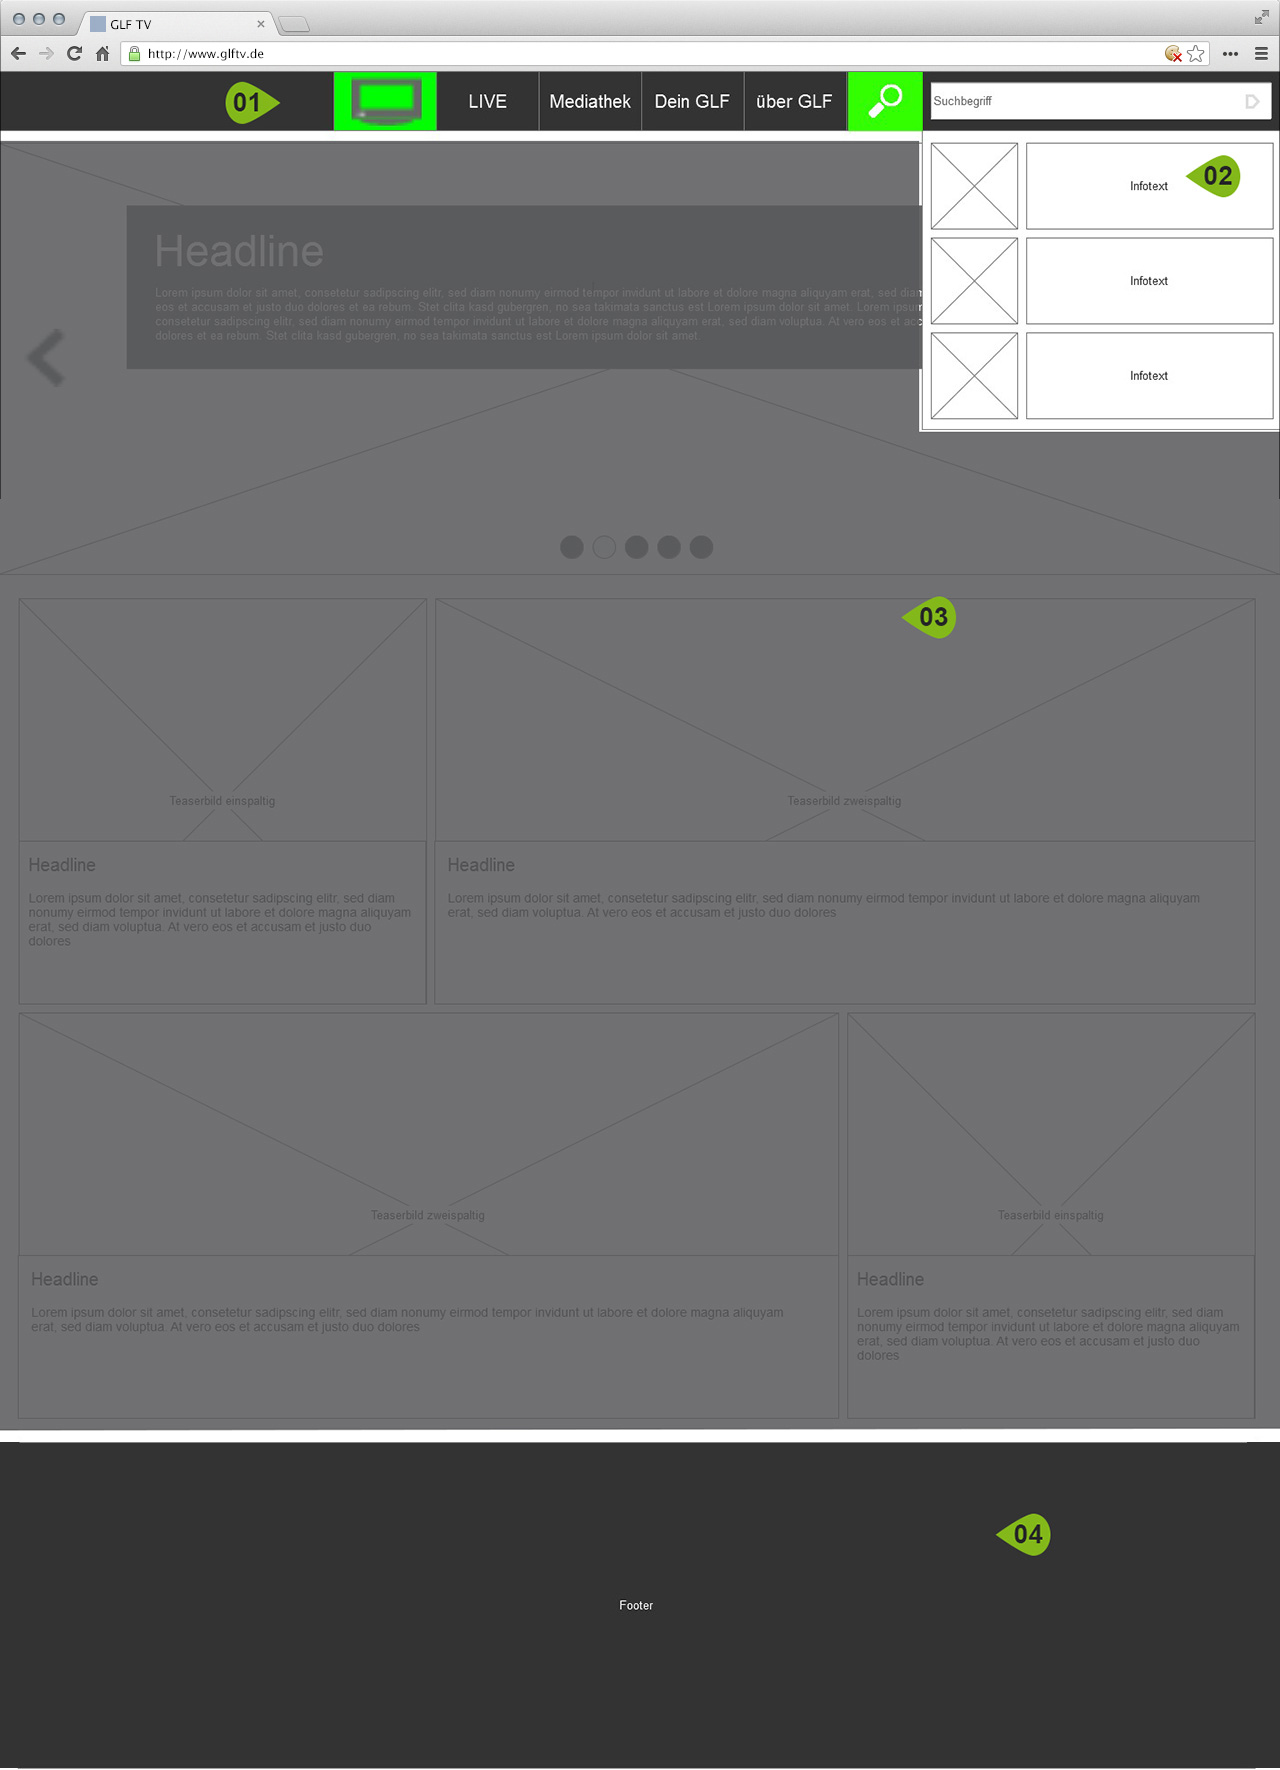 GLF TV
http://www.glftv.de
01
LIVE
Mediathek
Dein GLF
über GLF
Suchbegriff
Infotext
02
Infotext
Infotext
Headline
Lorem ipsum dolor sit amet, consetetur sadipscing elitr, sed diam nonumy eirmod tempor invidunt ut labore et dolore magna aliquyam erat, sed
eos et accusam et justo duo dolores et ea rebum. Stet clita kasd gubergren, no sea takimata sanctus est Lorem ipsum dolor sit amet. Lorem
consetetur sadipscing elitr, sed diam nonumy eirmod tempor invidunt ut labore et dolore magna aliquyam erat, sed diam voluptua. At vero eos et
dolores et ea rebum. Stet clita kasd gubergren, no sea takimata sanctus est Lorem ipsum dolor sit amet.
03
Teaserbild einspaltig
Headline
Lorem ipsum dolor sit amet, consetetur sadipscing elitr, sed diam
nonumy eirmod tempor invidunt ut labore et dolore magna aliquyam
erat, sed diam voluptua. At vero eos et accusam et justo duo
dolores
Teaserbild zweispaltig
Headline
Lorem ipsum dolor sit amet, consetetur sadipscing elitr, sed diam nonumy eirmod tempor invidunt ut labore et dolore magna aliquyam
erat, sed diam voluptua. At vero eos et accusam et justo duo dolores
Teaserbild zweispaltig
Headline
Lorem ipsum dolor sit amet, consetetur sadipscing elitr, sed diam nonumy eirmod tempor invidunt ut labore et dolore magna aliquyam
erat, sed diam voluptua. At vero eos et accusam et justo duo dolores
Teaserbild einspaltig
Headline
Lorem ipsum dolor sit amet, consetetur sadipscing elitr, sed diam
nonumy eirmod tempor invidunt ut labore et dolore magna aliquyam
erat, sed diam voluptua. At vero eos et accusam et justo duo
dolores
04
Footer